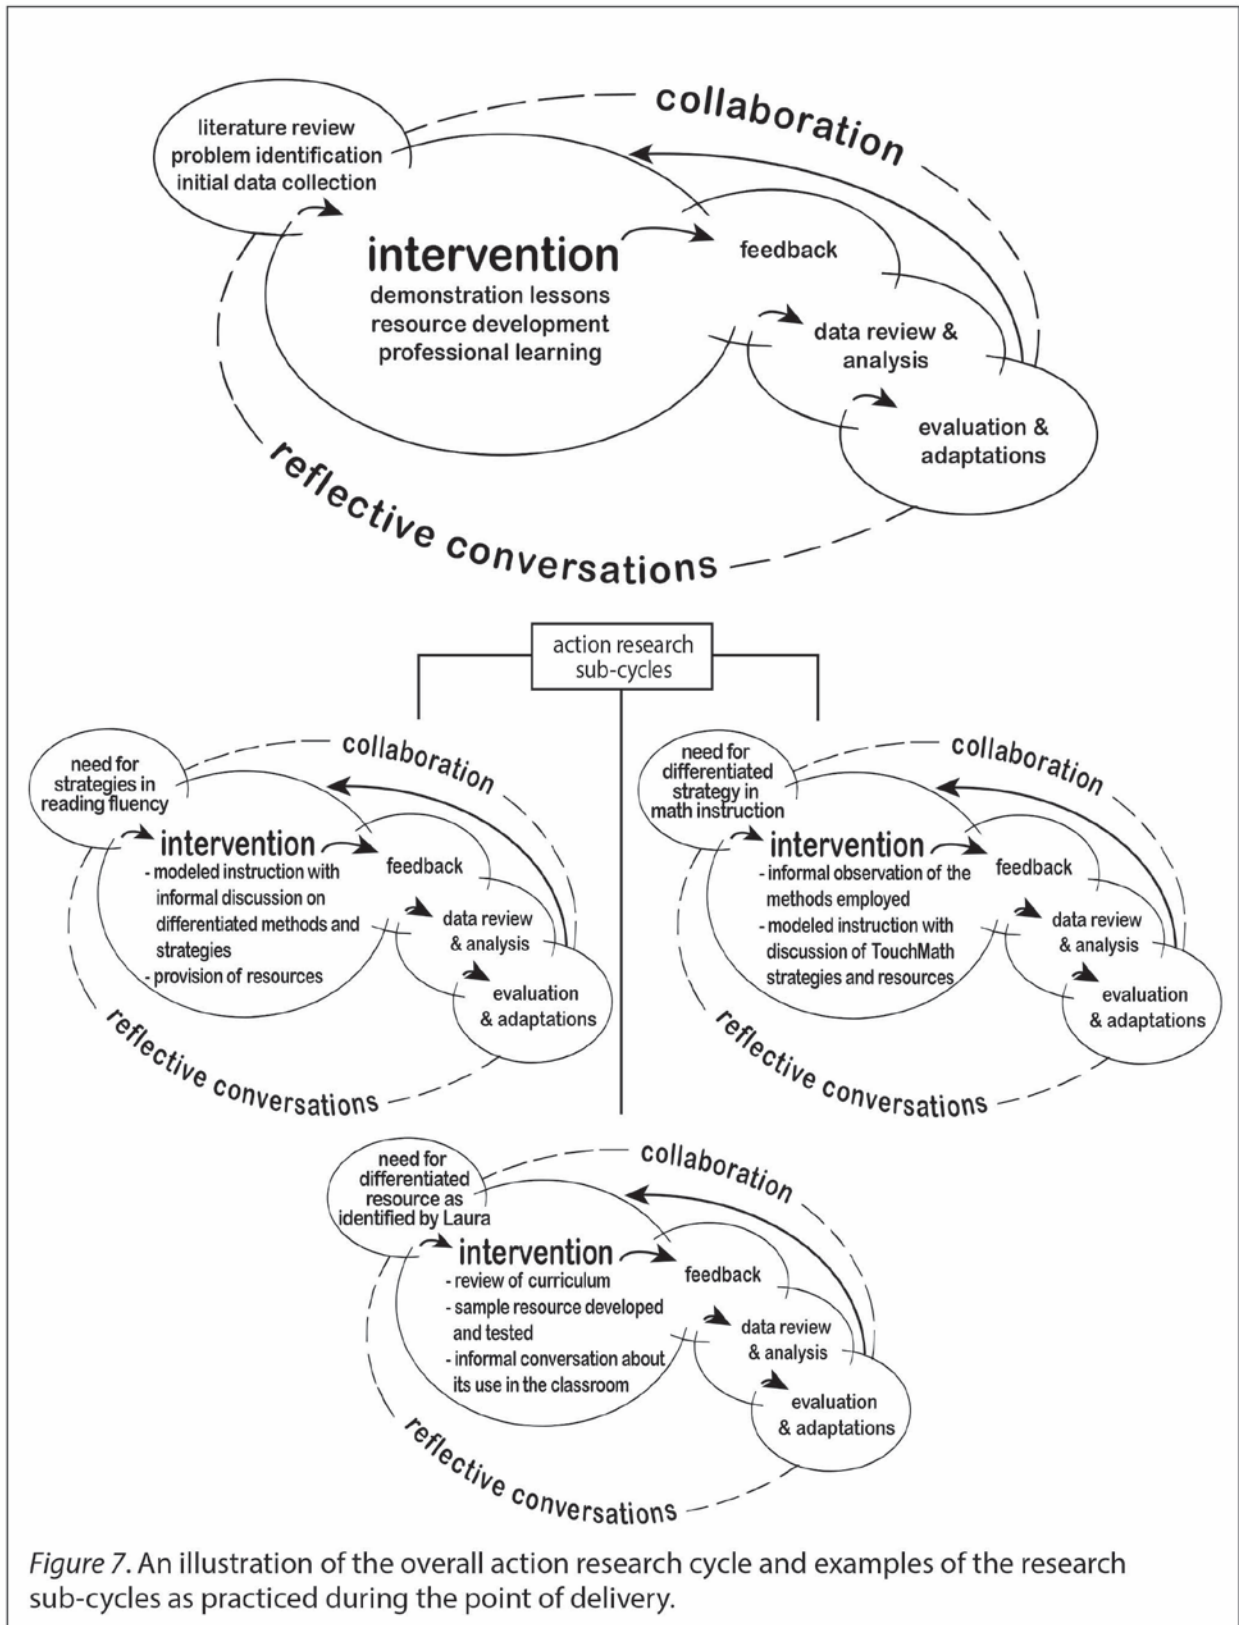 collaboration
literature review
problem identification
initial data collection
intervention
demonstration lessons
resource development
professional learning
feedback
data review &
analysis
evaluation &
adaptations
reflective conversations
action research
sub-cycles
need for
strategies in
reading fluency
collaboration
intervention
- modeled instruction with
informal discussion on
differentiated methods and
strategies
- provision of resources
feedback
data review
& analysis
evaluation
& adaptations
reflective conversations
need for
differentiated
strategy in
math instruction
collaboration
intervention
- informal observation of the
methods employed
- modeled instruction with
discussion of TouchMath
strategies and resources
feedback
data review
& analysis
evaluation
& adaptations
reflective conversations
need for
differentiated
resource as
identified by Laura
collaboration
intervention
- review of curriculum
- sample resource developed
and tested
- informal conversation about
its use in the classroom
feedback
data review
& analysis
evaluation
& adaptations
reflective conversations
Figure 7. An illustration of the overall action research cycle and examples of the research
sub-cycles as practiced during the point of delivery.